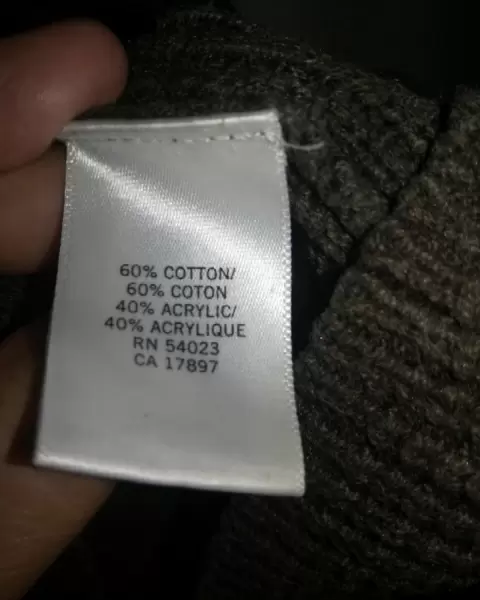 60% COTTON/
60% COTON
40% ACRYLIC/
40% ACRYLIQUE
RN 54023
CA 17897